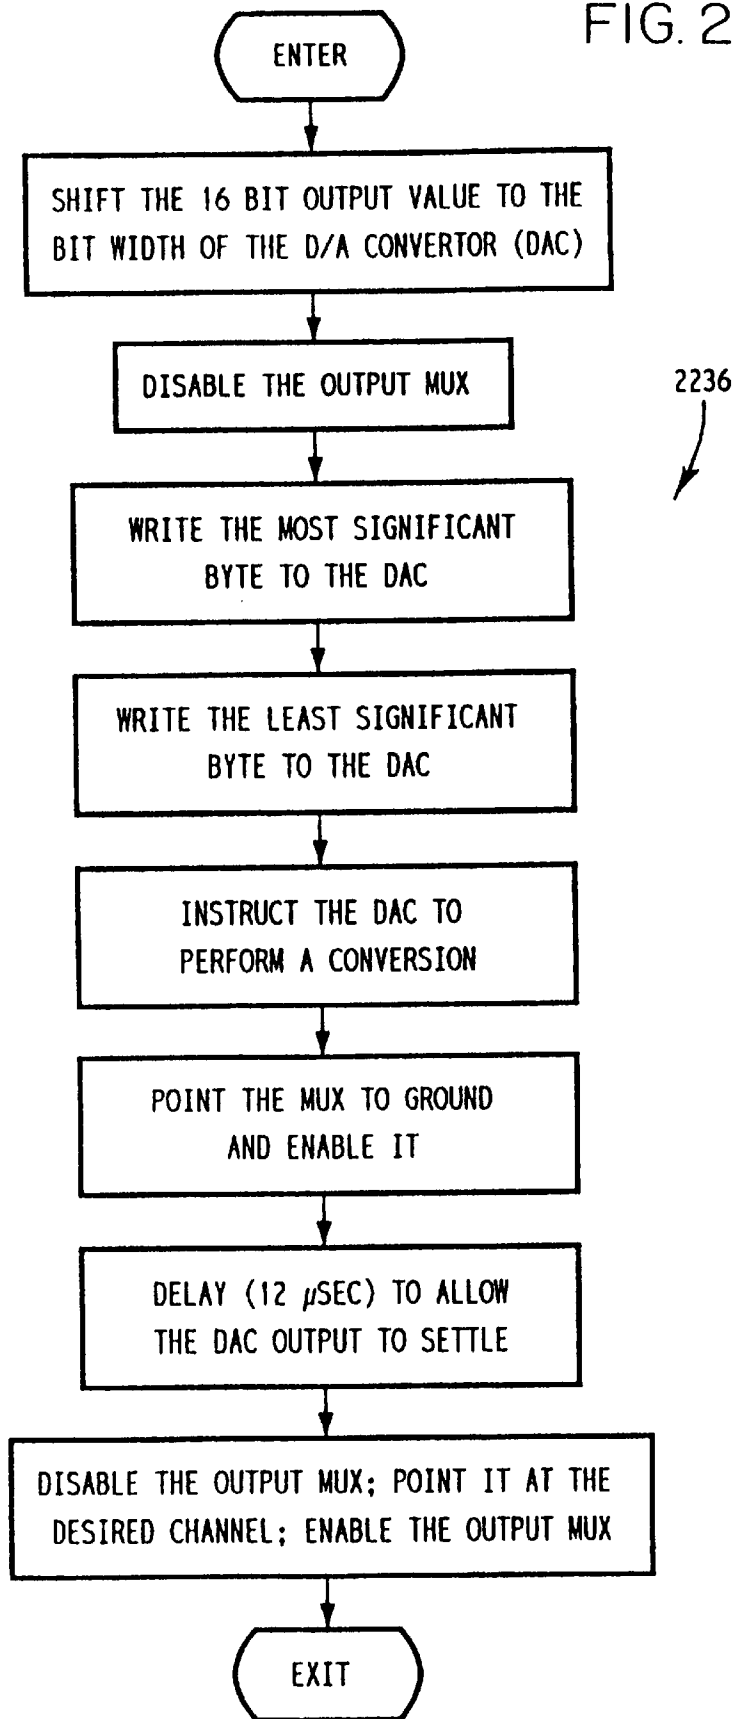 FIG. 2
ENTER
SHIFT THE 16 BIT OUTPUT VALUE TO THE
BIT WIDTH OF THE D/A CONVERTOR (DAC)
DISABLE THE OUTPUT MUX
2236
WRITE THE MOST SIGNIFICANT
BYTE TO THE DAC
WRITE THE LEAST SIGNIFICANT
BYTE TO THE DAC
INSTRUCT THE DAC TO
PERFORM A CONVERSION
POINT THE MUX TO GROUND
AND ENABLE IT
DELAY (12 µSEC) TO ALLOW
THE DAC OUTPUT TO SETTLE
DISABLE THE OUTPUT MUX; POINT IT AT THE
DESIRED CHANNEL; ENABLE THE OUTPUT MUX
EXIT